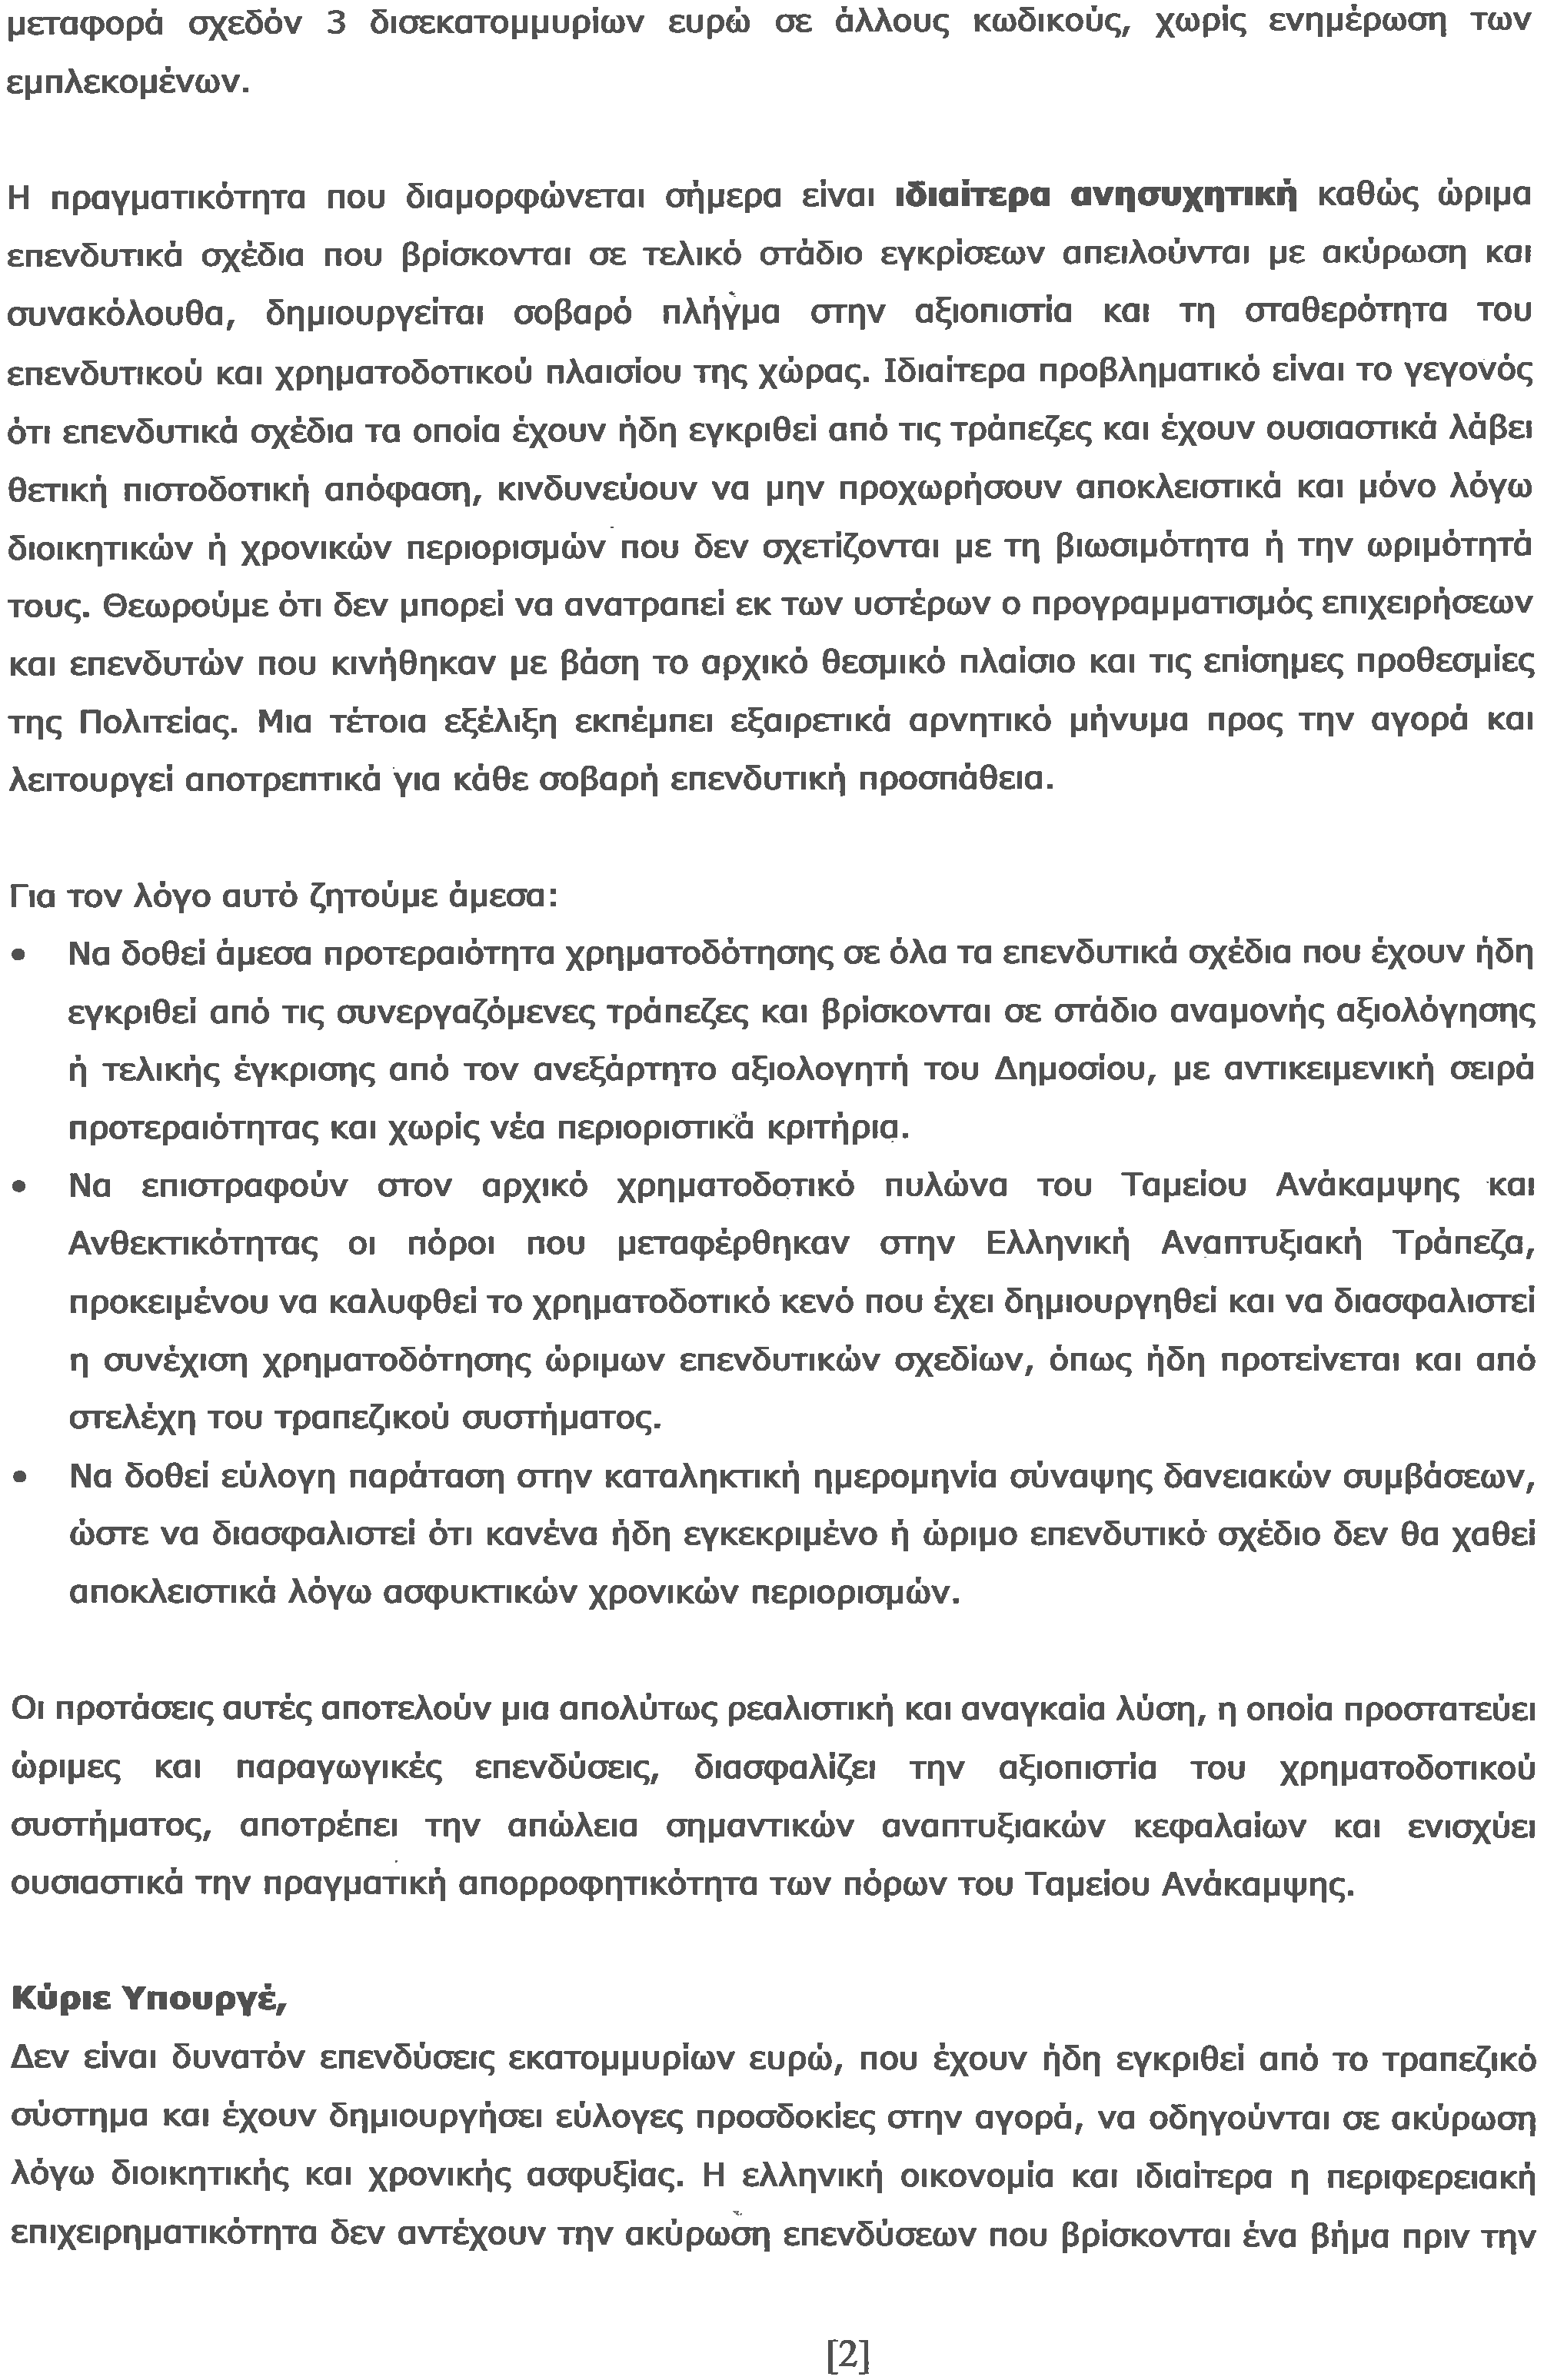 μεταφορά σχεδόν 3 δισεκατομμυρίων ευρώ σε άλλους κωδικούς, χωρίς ενημέρωση των
εμπλεκομένων.
Η πραγματικότητα που διαμορφώνεται σήμερα είναι ιδιαίτερα ανησυχητική καθώς ώριμα
επενδυτικά σχέδια που βρίσκονται σε τελικό στάδιο εγκρίσεων απειλούνται με ακύρωση και
συνακόλουθα, δημιουργείται σοβαρό πλήγμα στην αξιοπιστία και τη σταθερότητα του
επενδυτικού και χρηματοδοτικού πλαισίου της χώρας. Ιδιαίτερα προβληματικό είναι το γεγονός
ότι επενδυτικά σχέδια τα οποία έχουν ήδη εγκριθεί από τις τράπεζες και έχουν ουσιαστικά λάβει
θετική πιστοδοτική απόφαση, κινδυνεύουν να μην προχωρήσουν αποκλειστικά και μόνο λόγω
διοικητικών ή χρονικών περιορισμών που δεν σχετίζονται με τη βιωσιμότητα ή την ωριμότητά
τους. Θεωρούμε ότι δεν μπορεί να ανατραπεί εκ των υστέρων ο προγραμματισμός επιχειρήσεων
και επενδυτών που κινήθηκαν με βάση το αρχικό θεσμικό πλαίσιο και τις επίσημες προθεσμίες
της Πολιτείας. Μια τέτοια εξέλιξη εκπέμπει εξαιρετικά αρνητικό μήνυμα προς την αγορά και
λειτουργεί αποτρεπτικά για κάθε σοβαρή επενδυτική προσπάθεια.
Για τον λόγο αυτό ζητούμε άμεσα:
• Να δοθεί άμεσα προτεραιότητα χρηματοδότησης σε όλα τα επενδυτικά σχέδια που έχουν ήδη
εγκριθεί από τις συνεργαζόμενες τράπεζες και βρίσκονται σε στάδιο αναμονής αξιολόγησης
ή τελικής έγκρισης από τον ανεξάρτητο αξιολογητή του Δημοσίου, με αντικειμενική σειρά
προτεραιότητας και χωρίς νέα περιοριστικά κριτήρια.
• Να επιστραφούν στον αρχικό χρηματοδοτικό πυλώνα του Ταμείου Ανάκαμψης και
Ανθεκτικότητας οι πόροι που μεταφέρθηκαν στην Ελληνική Αναπτυξιακή Τράπεζα,
προκειμένου να καλυφθεί το χρηματοδοτικό κενό που έχει δημιουργηθεί και να διασφαλιστεί
η συνέχιση χρηματοδότησης ώριμων επενδυτικών σχεδίων, όπως ήδη προτείνεται και από
στελέχη του τραπεζικού συστήματος.
• Να δοθεί εύλογη παράταση στην καταληκτική ημερομηνία σύναψης δανειακών συμβάσεων,
ώστε να διασφαλιστεί ότι κανένα ήδη εγκεκριμένο ή ώριμο επενδυτικό σχέδιο δεν θα χαθεί
αποκλειστικά λόγω ασφυκτικών χρονικών περιορισμών.
Οι προτάσεις αυτές αποτελούν μια απολύτως ρεαλιστική και αναγκαία λύση, η οποία προστατεύει
ώριμες και παραγωγικές επενδύσεις, διασφαλίζει την αξιοπιστία του χρηματοδοτικού
συστήματος, αποτρέπει την απώλεια σημαντικών αναπτυξιακών κεφαλαίων και ενισχύει
ουσιαστικά την πραγματική απορροφητικότητα των πόρων του Ταμείου Ανάκαμψης.
Κύριε Υπουργέ,
Δεν είναι δυνατόν επενδύσεις εκατομμυρίων ευρώ, που έχουν ήδη εγκριθεί από το τραπεζικό
σύστημα και έχουν δημιουργήσει εύλογες προσδοκίες στην αγορά, να οδηγούνται σε ακύρωση
λόγω διοικητικής και χρονικής ασφυξίας. Η ελληνική οικονομία και ιδιαίτερα η περιφερειακή
επιχειρηματικότητα δεν αντέχουν την ακύρωση επενδύσεων που βρίσκονται ένα βήμα πριν την
[2]